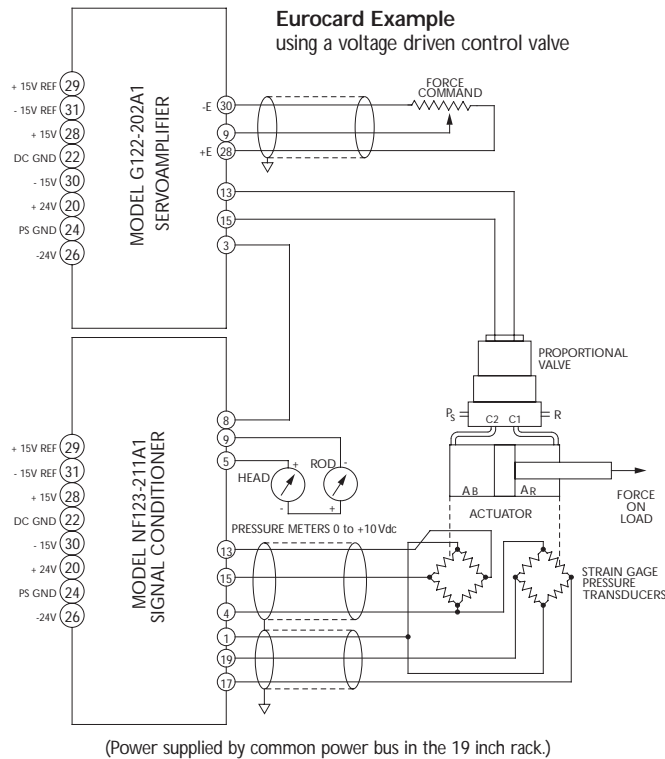 Eurocard Example
using a voltage driven control valve
MODEL G122-202A1
SERVOAMPLIFIER
+ 15V REF 29
- 15V REF 31
+ 15V 28
DC GND 22
- 15V 30
+ 24V 20
PS GND 24
-24V 26
-E 30
9
+E 28
13
15
3
FORCE
COMMAND
PROPORTIONAL
VALVE
PS
C2 C1
R
AB AR
ACTUATOR
FORCE
ON
LOAD
MODEL NF123-211A1
SIGNAL CONDITIONER
+ 15V REF 29
- 15V REF 31
+ 15V 28
DC GND 22
- 15V 30
+ 24V 20
PS GND 24
-24V 26
8
9
5
HEAD + -
ROD - +
PRESSURE METERS 0 to +10 Vdc
13
15
4
1
19
17
STRAIN GAGE
PRESSURE
TRANSDUCERS
(Power supplied by common power bus in the 19 inch rack.)